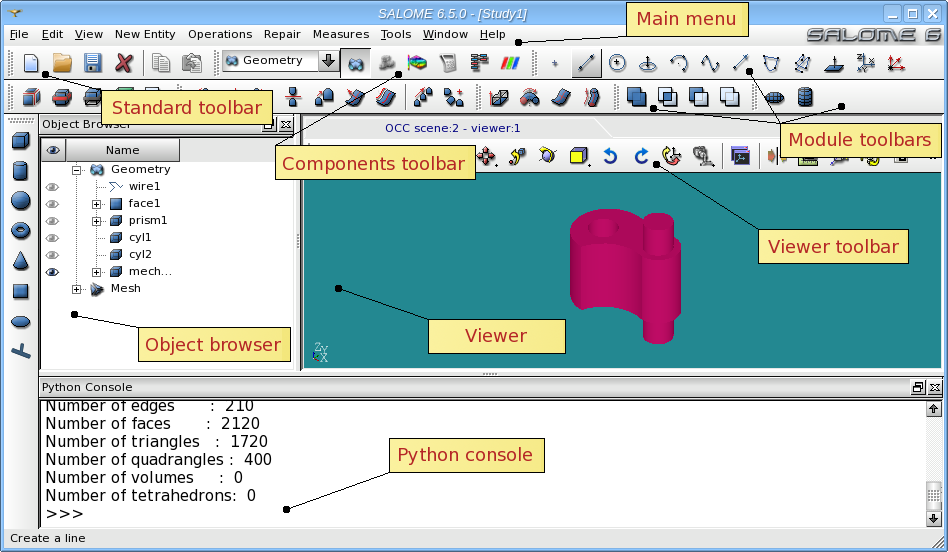 SALOME 6.5.0 - [Study1]
Main menu
File Edit View New Entity Operations Repair Measures Tools Window Help
SALOME 6
Geometry
Standard toolbar
Module toolbars
Object Browser
OCC scene:2 - viewer:1
Components toolbar
Name
Geometry
wire1
face1
prism1
cyl1
cyl2
mech...
Mesh
Viewer toolbar
Viewer
Object browser
Z Y
X
Python Console
Number of edges : 210
Number of faces : 2120
Number of triangles : 1720
Number of quadrangles : 400
Number of volumes : 0
Number of tetrahedrons: 0
>>>
Python console
Create a line